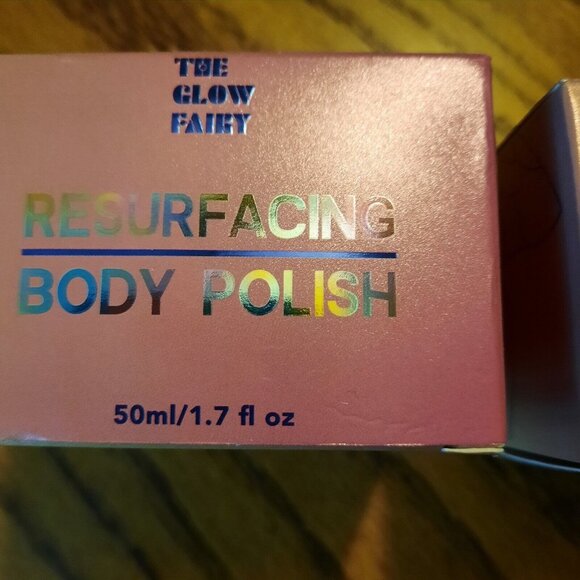 THE
GLOW
FAIRY
RESURFACING
BODY POLISH
50ml/1.7 fl oz